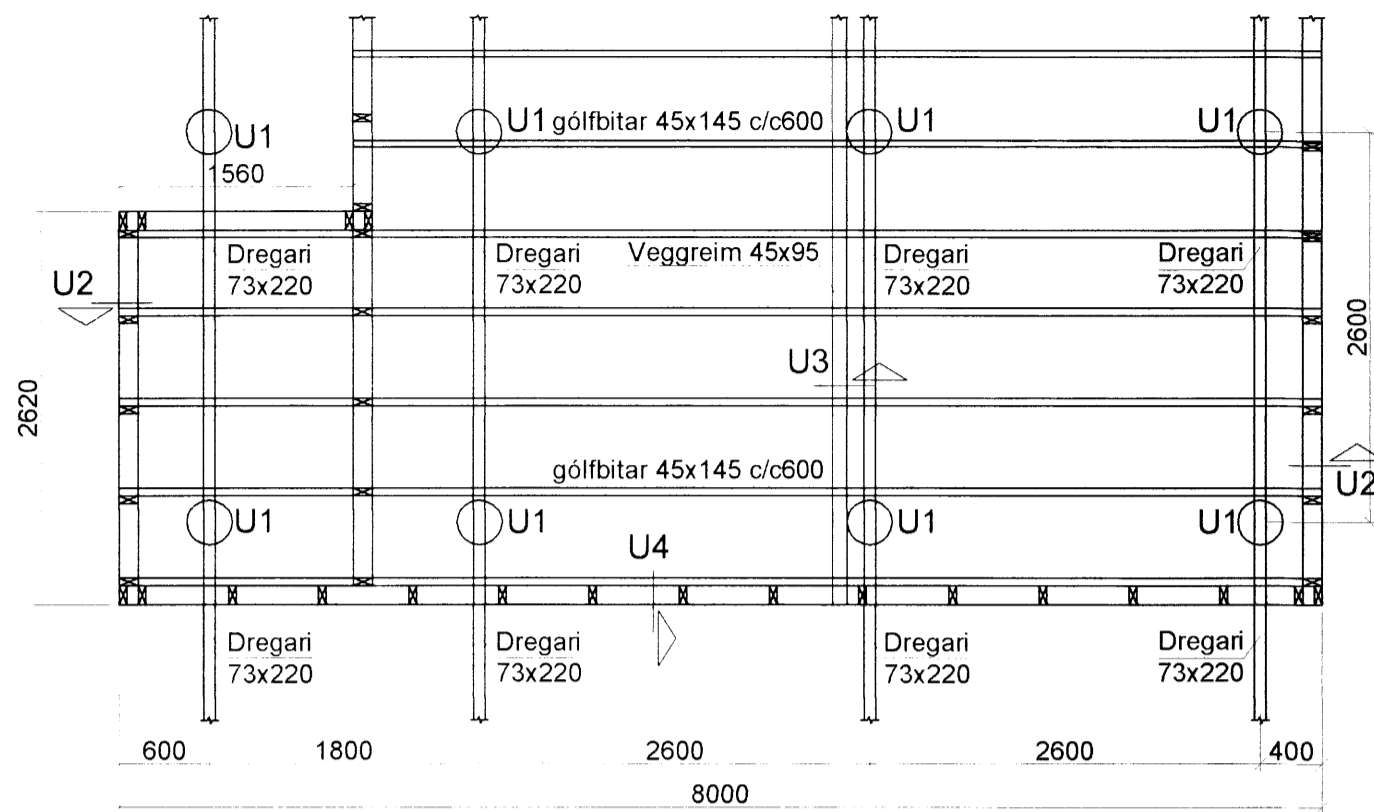 U1
U1 gólfbitar 45x145 c/c600
U1
U1
1560
Dregari
73x220
Dregari
73x220
Veggreim 45x95
Dregari
73x220
Dregari
73x220
U2
2600
U3
2620
gólfbitar 45x145 c/c600
U2
U1
U1
U1
U1
U4
Dregari
73x220
Dregari
73x220
Dregari
73x220
Dregari
73x220
600
1800
2600
2600
400
8000